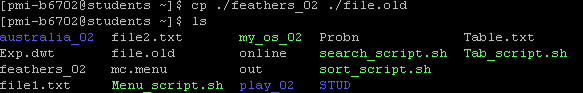 [pmi-b6702@students ~]$ cp ./feathers_02 ./file.old
[pmi-b6702@students ~]$ ls
australia_02 file2.txt my_os_02 Probn Table.txt
Exp.dwt file.old online search_script.sh Tab_script.sh
feathers_02 mc.menu out sort_script.sh
file1.txt Menu_script.sh play_02 STUD